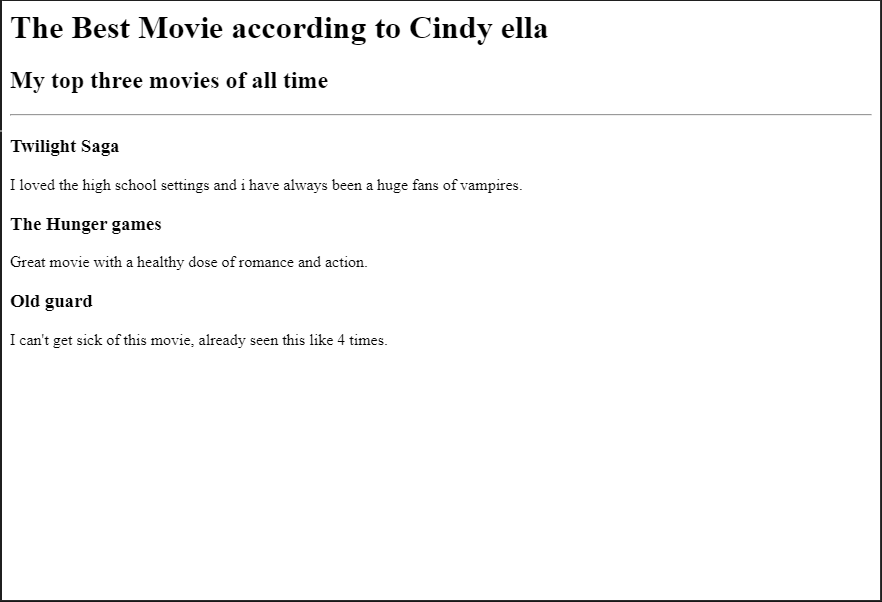 The Best Movie according to Cindy ella
My top three movies of all time
Twilight Saga
I loved the high school settings and i have always been a huge fans of vampires.
The Hunger games
Great movie with a healthy dose of romance and action.
Old guard
I can't get sick of this movie, already seen this like 4 times.